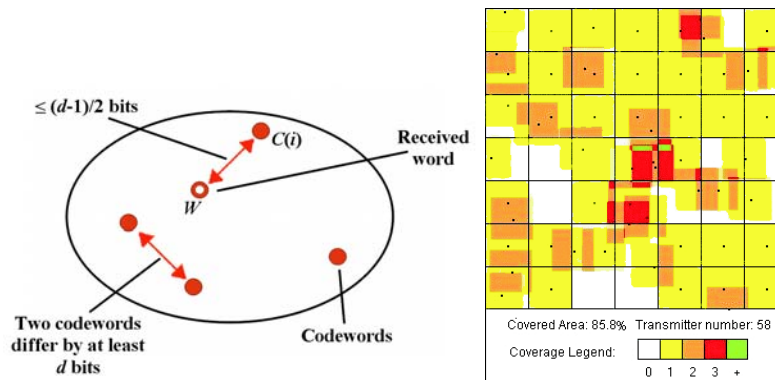 ≤ (d-1)/2 bits
C(i)
Received
word
W
Two codewords
differ by at least
d bits
Codewords
Covered Area: 85.8% Transmitter number: 58
Coverage Legend:
0 1 2 3 +